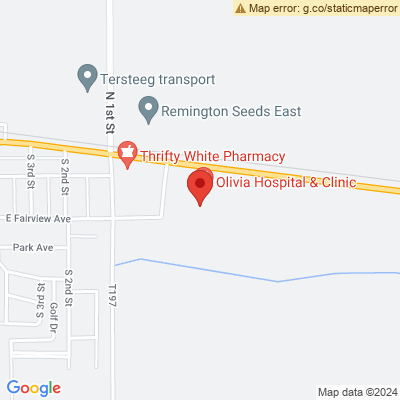 Map error: g.co/staticmaperror
Tersteeg transport
N 1st St
Remington Seeds East
Thrifty White Pharmacy
S 3rd St
S 2nd St
Olivia Hospital & Clinic
E Fairview Ave
Park Ave
S 2nd St
S 3rd St
Golf Dr
T197
Google
Map data ©2024